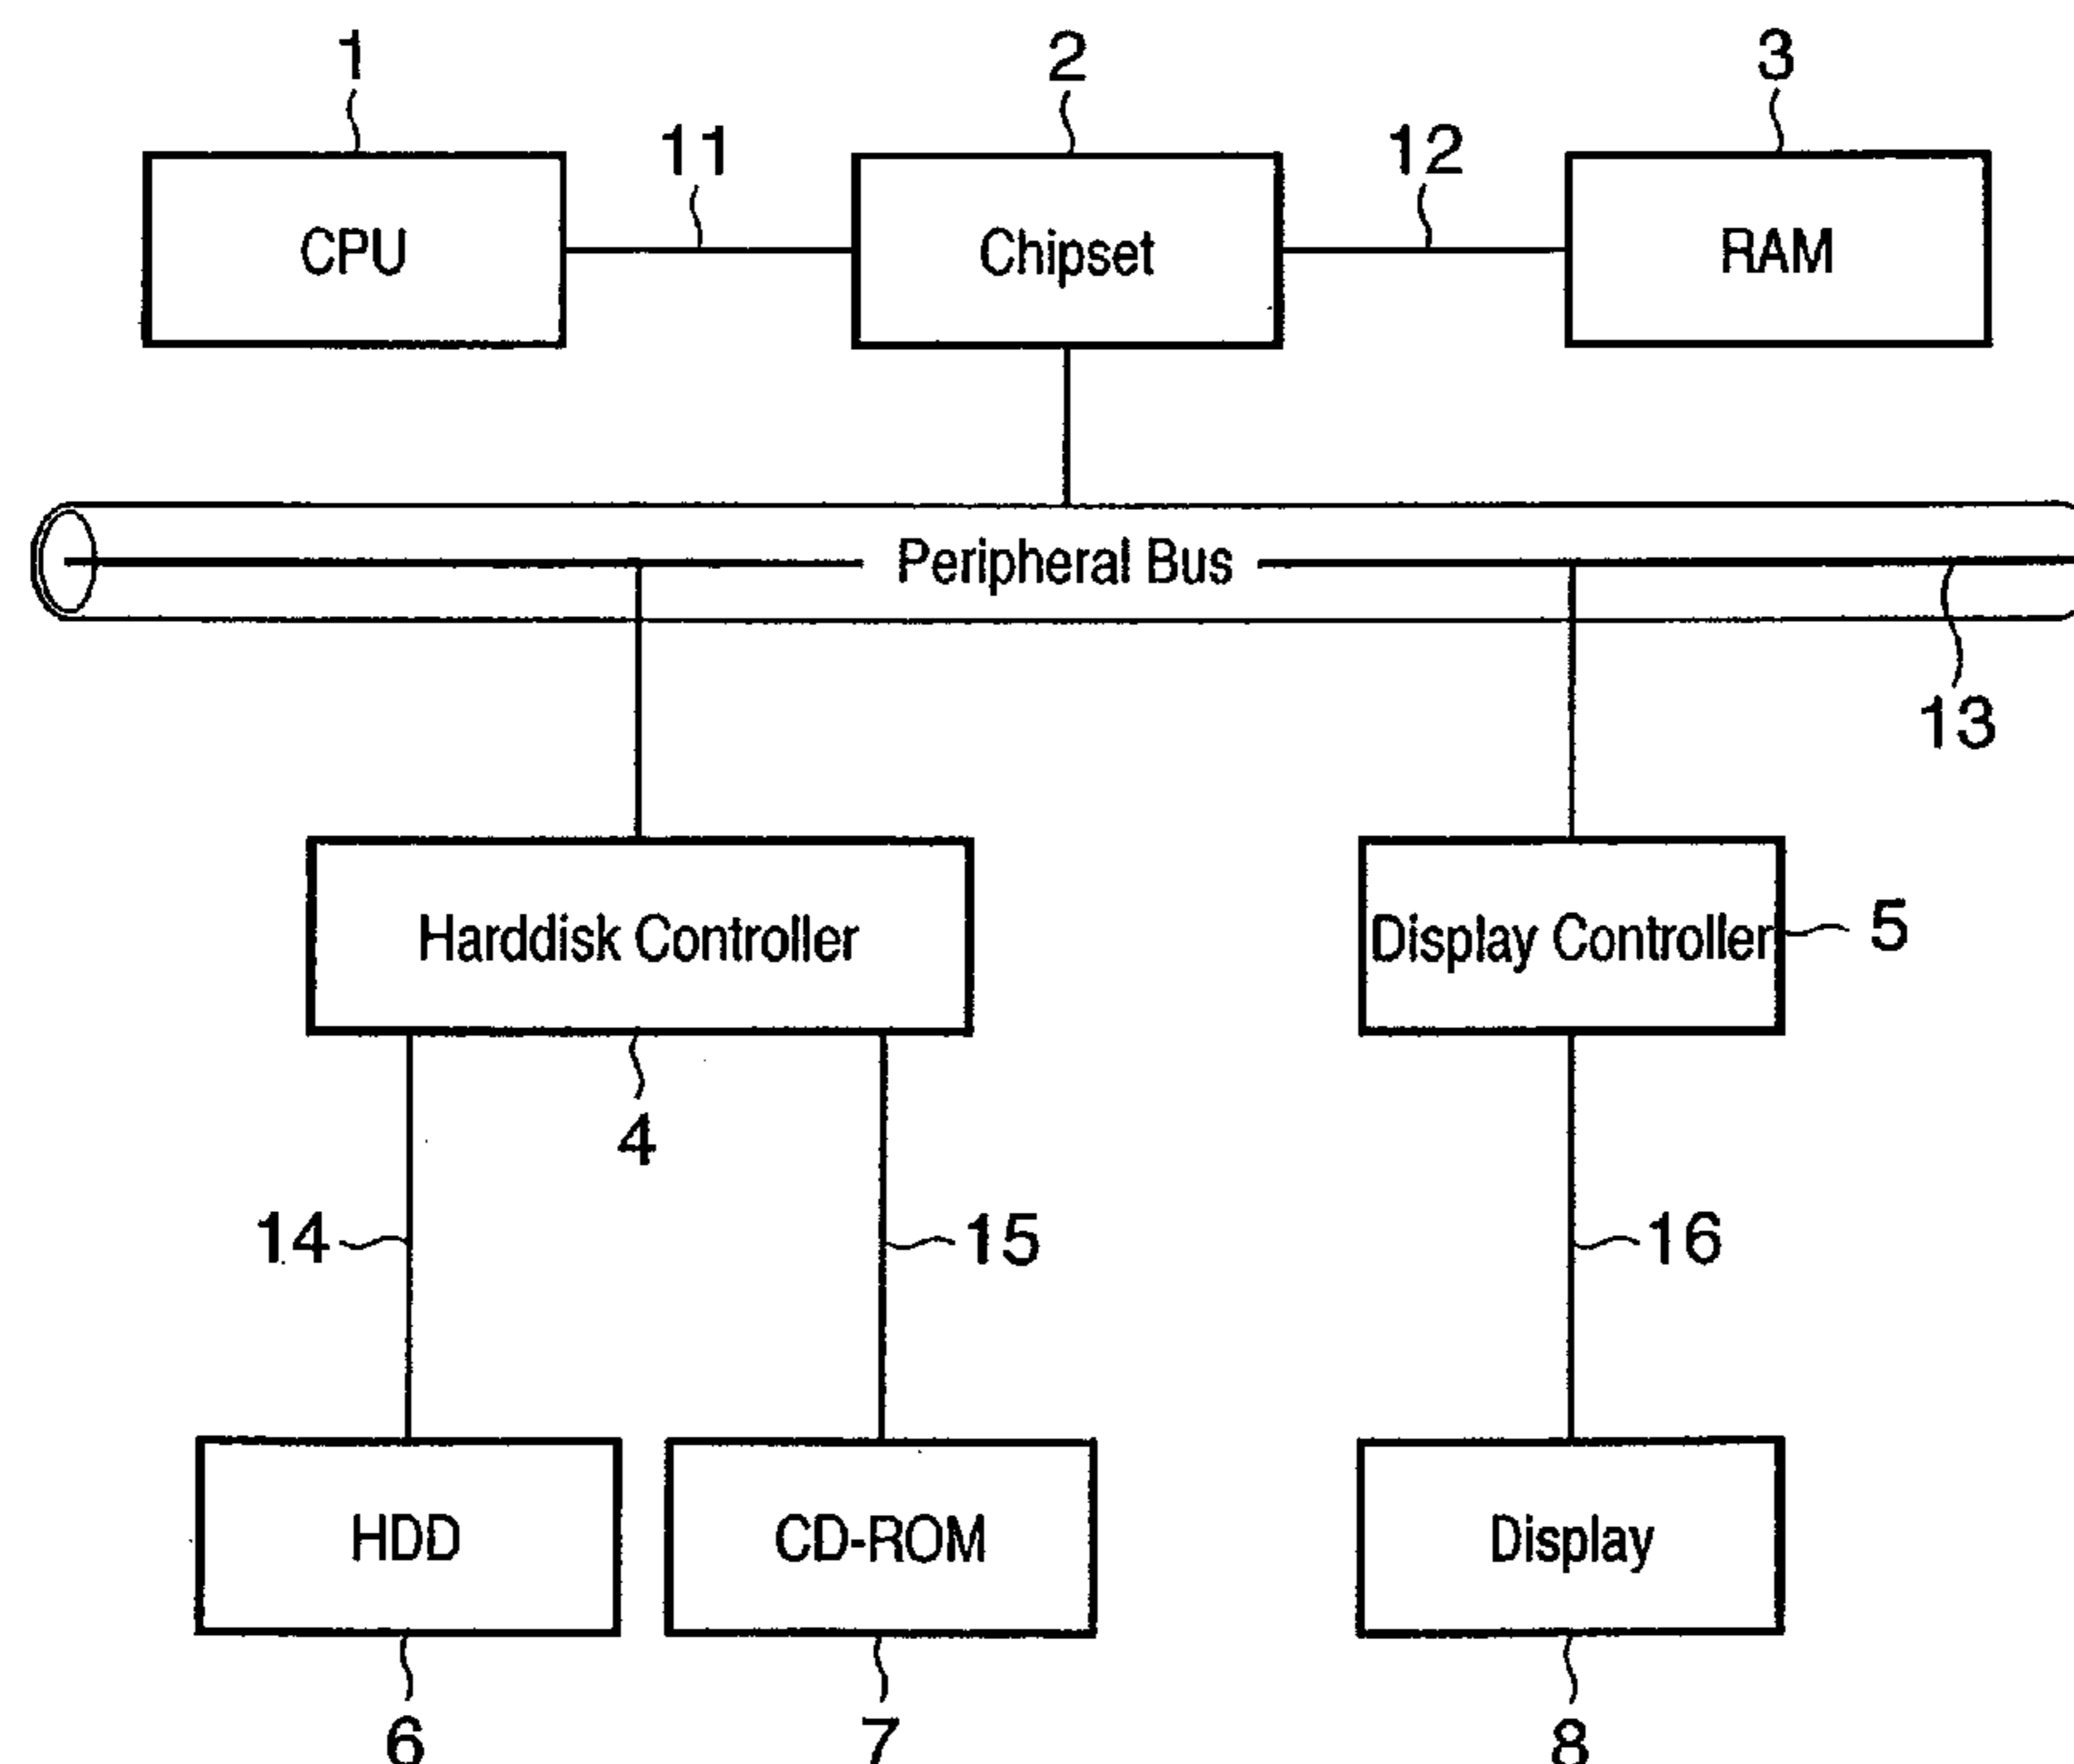 1
2
3
11
12
CPU
Chipset
RAM
Peripheral Bus
13
Harddisk Controller
Display Controller
5
4
14
15
16
HDD
CD-ROM
Display
6
7
8